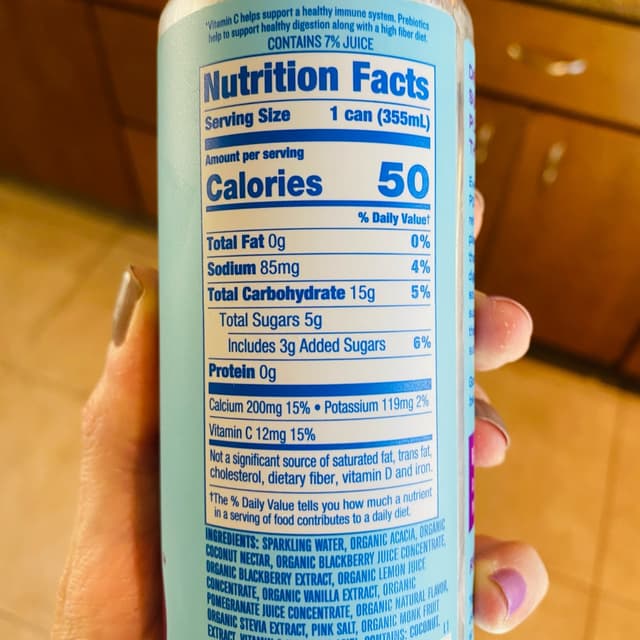 *Vitamin C helps support a healthy immune system. Prebiotics
help to support healthy digestion along with a high fiber diet.
CONTAINS 7% JUICE
Nutrition Facts
Serving Size 1 can (355mL)
Amount per serving
Calories 50
% Daily Value†
Total Fat 0g 0%
Sodium 85mg 4%
Total Carbohydrate 15g 5%
Total Sugars 5g
Includes 3g Added Sugars 6%
Protein 0g
Calcium 200mg 15% • Potassium 119mg 2%
Vitamin C 12mg 15%
Not a significant source of saturated fat, trans fat,
cholesterol, dietary fiber, vitamin D and iron.
†The % Daily Value tells you how much a nutrient
in a serving of food contributes to a daily diet.
INGREDIENTS: SPARKLING WATER, ORGANIC ACACIA, ORGANIC
COCONUT NECTAR, ORGANIC BLACKBERRY JUICE CONCENTRATE,
ORGANIC BLACKBERRY EXTRACT, ORGANIC LEMON JUICE
CONCENTRATE, ORGANIC VANILLA EXTRACT, ORGANIC
POMEGRANATE JUICE CONCENTRATE, ORGANIC NATURAL FLAVOR,
ORGANIC STEVIA EXTRACT, PINK SALT, ORGANIC MONK FRUIT
EXTRACT, CONTAINS: COCONUT.